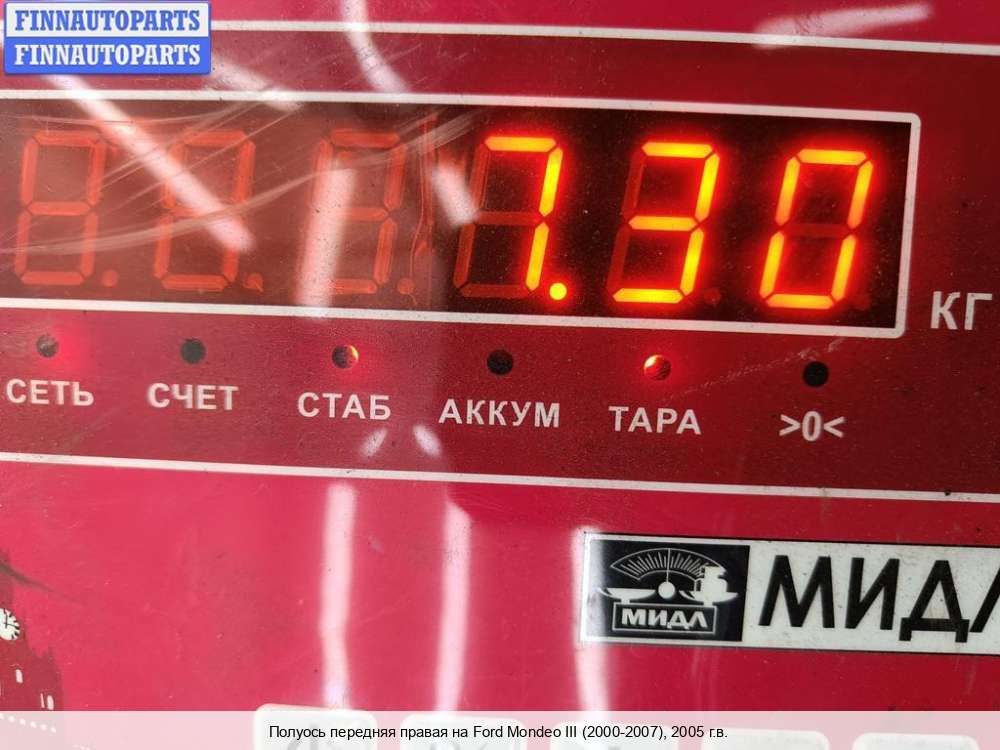 FINNAUTOPARTS
FINNAUTOPARTS
7.30
КГ
СЕТЬ СЧЕТ СТАБ АККУМ ТАРА >0<
МИДЛ
МИДЛ
Полуось передняя правая на Ford Mondeo III (2000-2007), 2005 г.в.